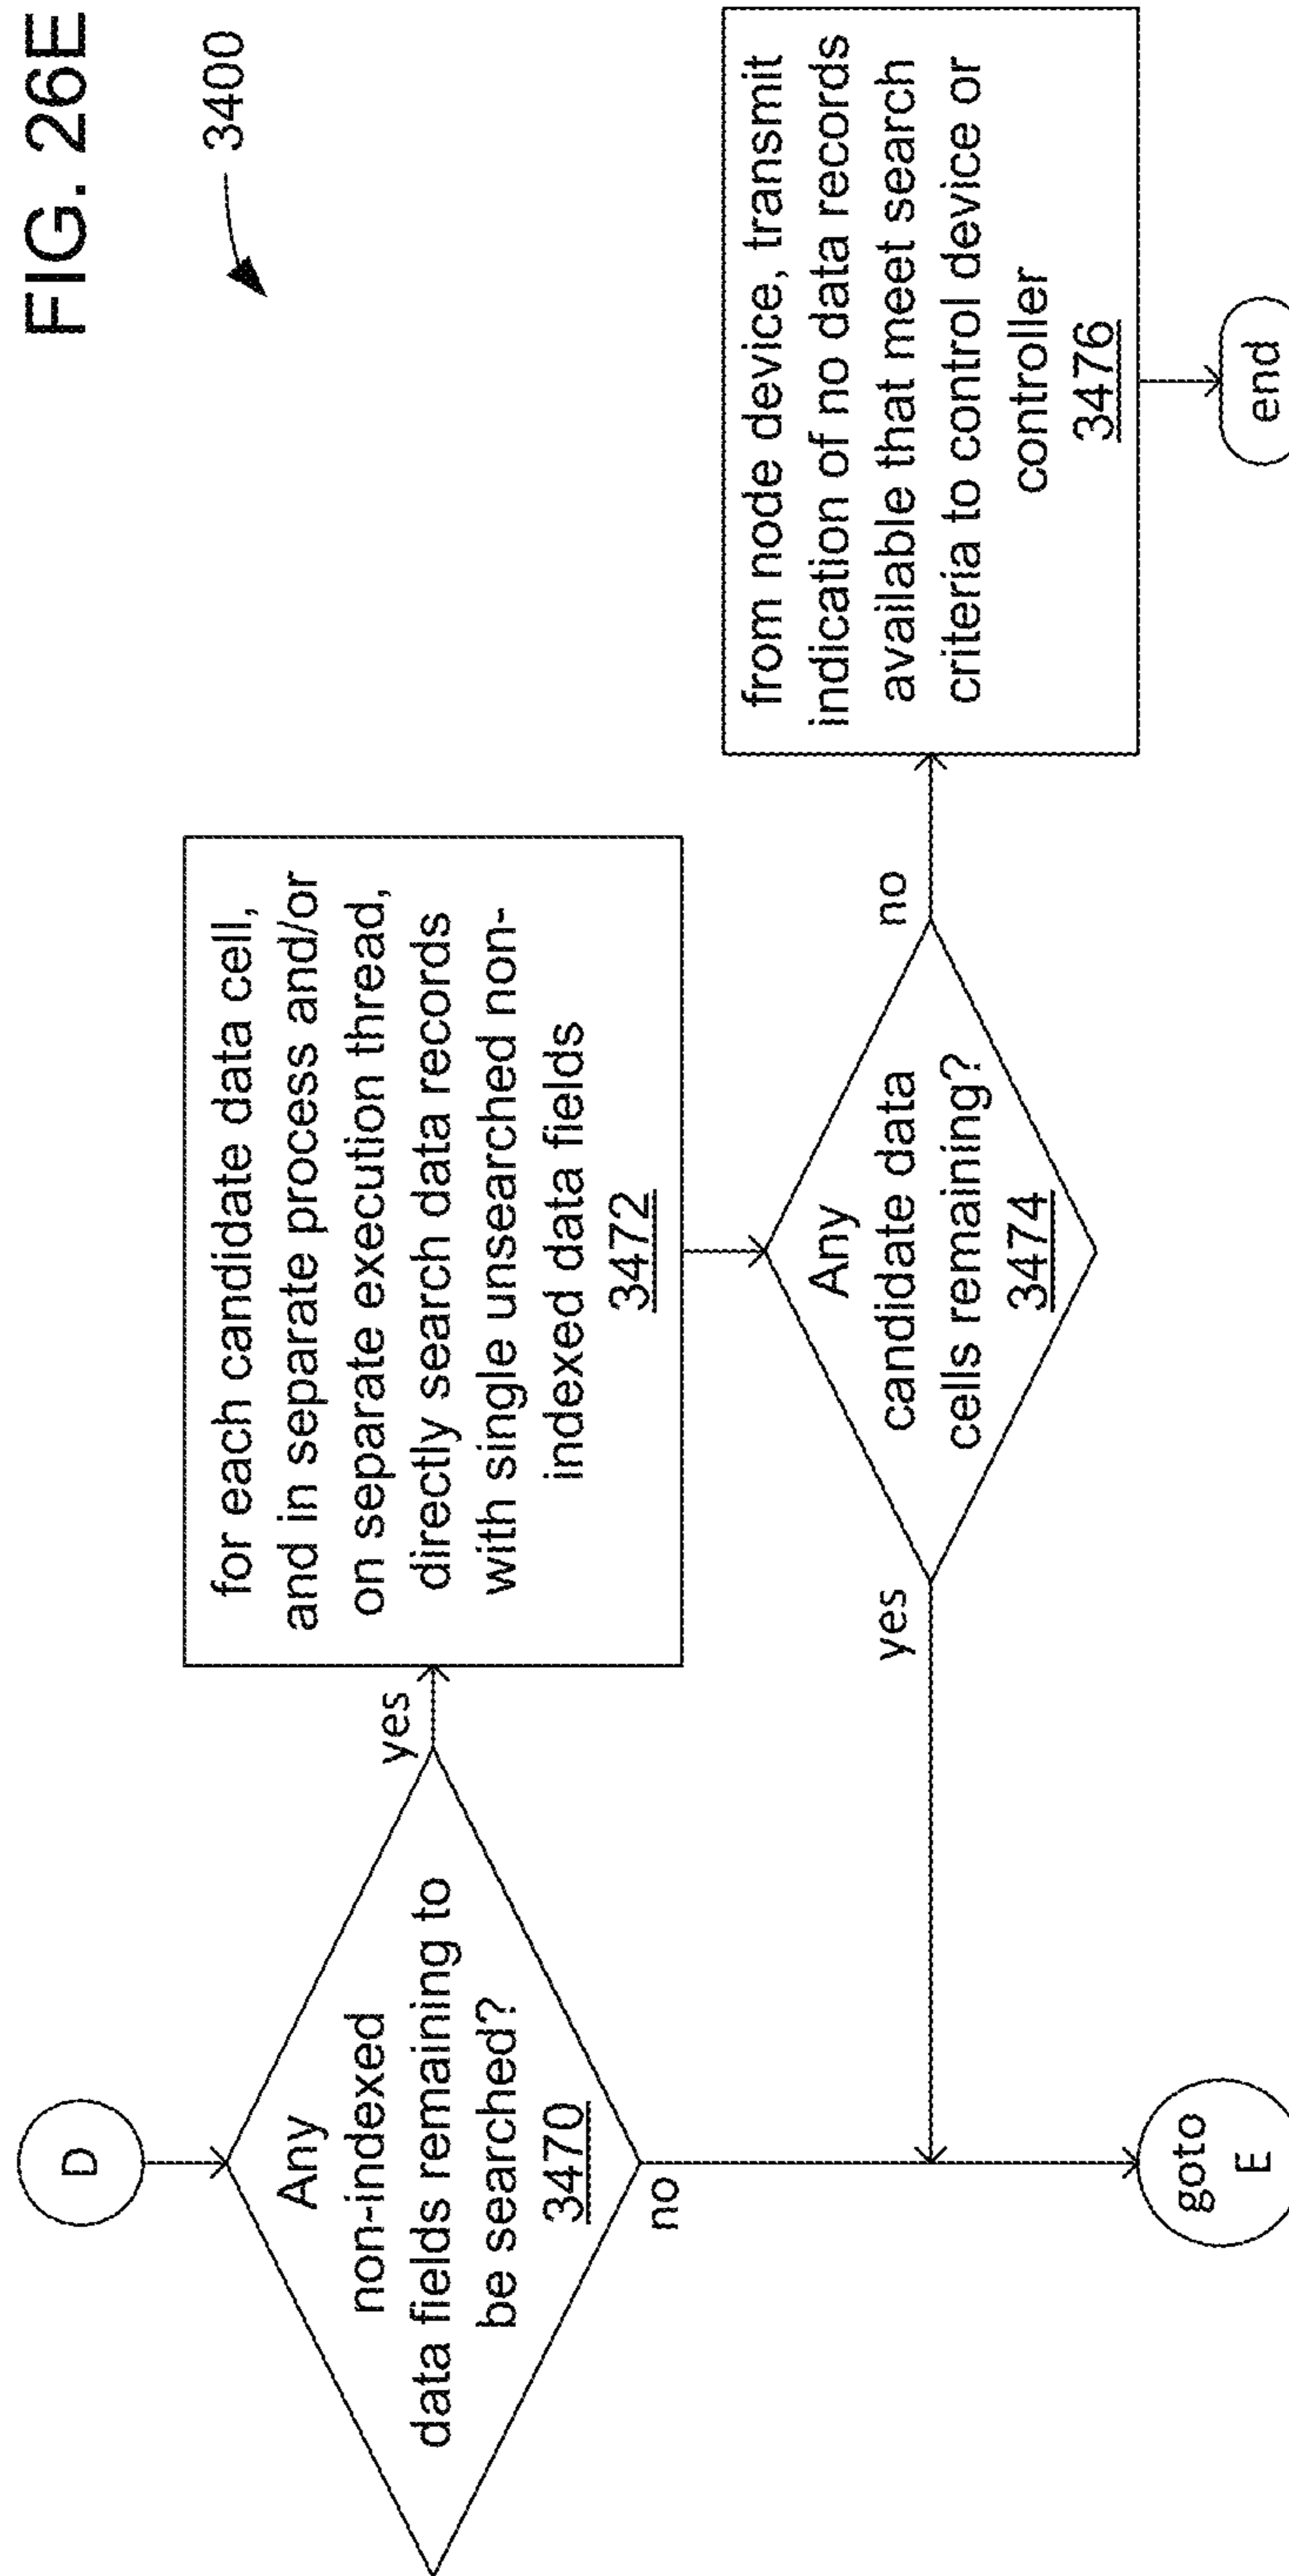 FIG. 26E
3400
D
Any
non-indexed
data fields remaining to
be searched?
3470
yes
no
for each candidate data cell,
and in separate process and/or
on separate execution thread,
directly search data records
with single unsearched non-
indexed data fields
3472
Any
candidate data
cells remaining?
3474
yes
no
from node device, transmit
indication of no data records
available that meet search
criteria to control device or
controller
3476
goto
E
end